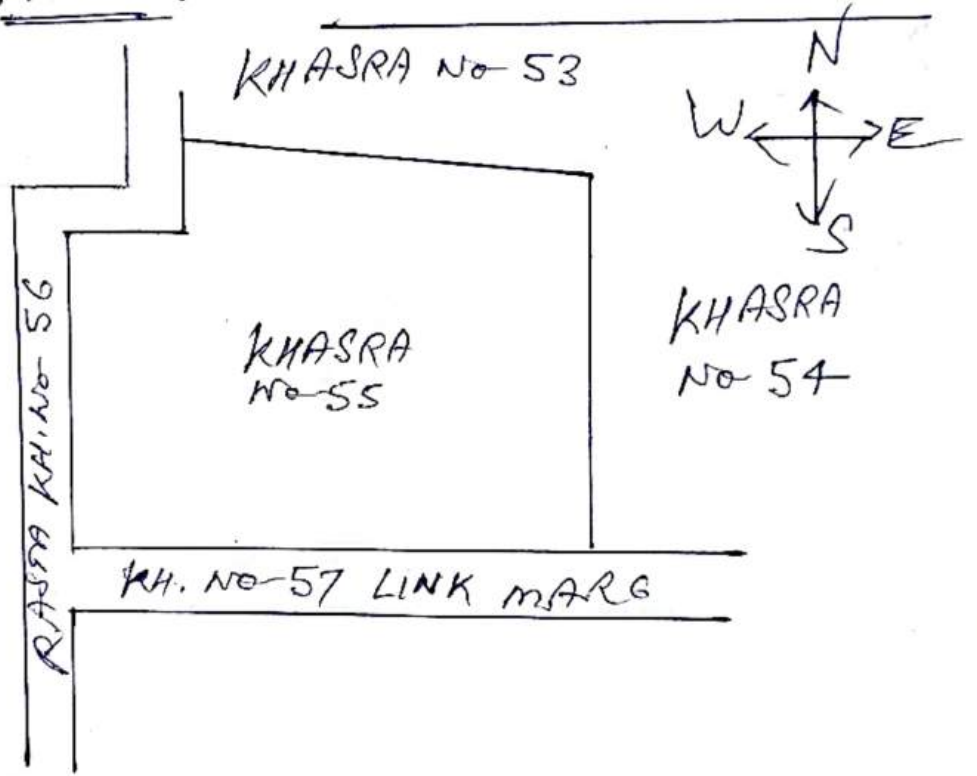 KHASRA No 53
N
W E
S
KHASRA
No 54
KHASRA
No-55
RASTA KH. NO 56
KH. NO-57 LINK MARG